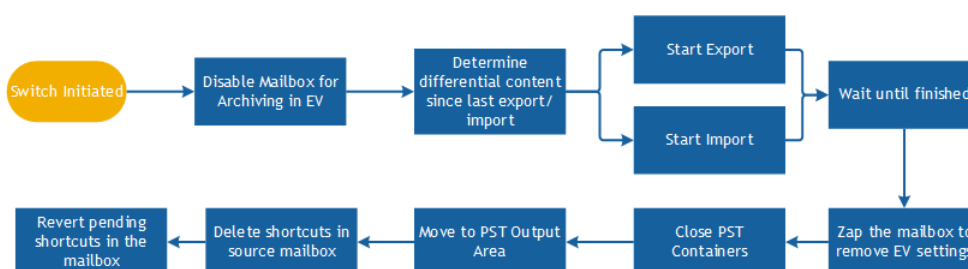 Switch Initiated
Disable Mailbox for
Archiving in EV
Determine
differential content
since last export/
import
Start Export
Start Import
Wait until finished
Zap the mailbox to
remove EV settings
Close PST
Containers
Move to PST Output
Area
Delete shortcuts in
source mailbox
Revert pending
shortcuts in the
mailbox